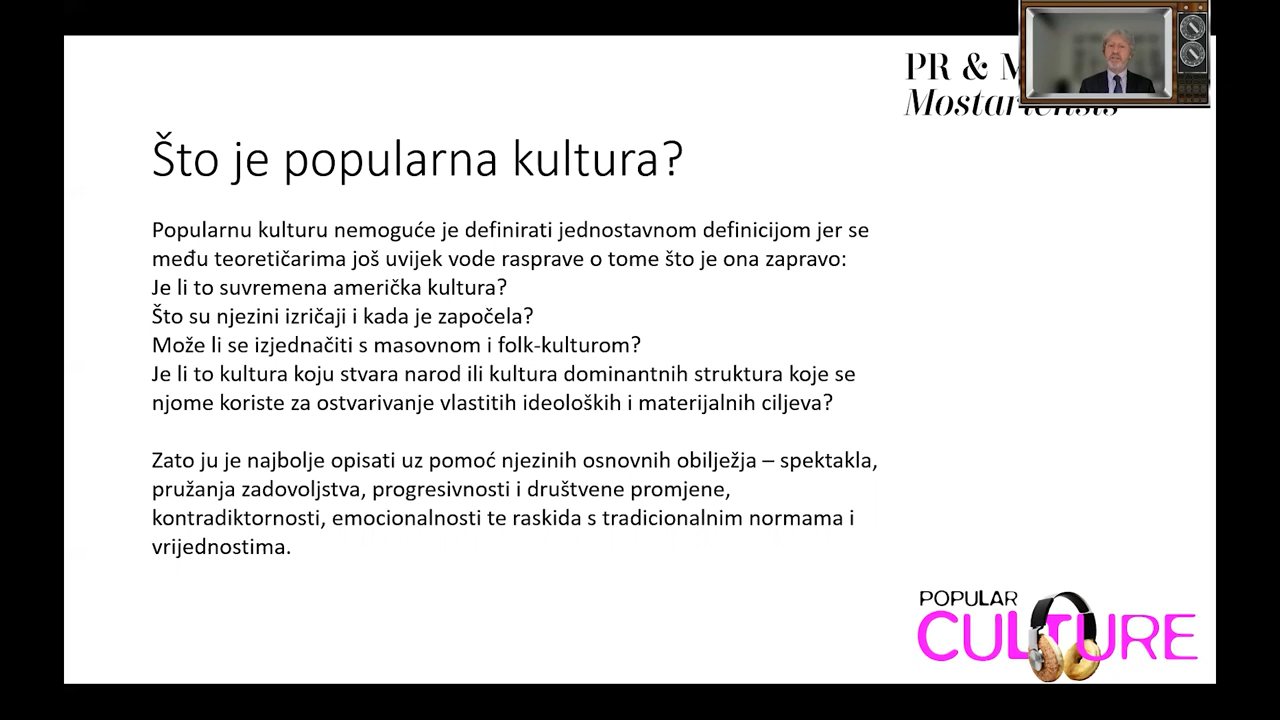 PR &
Što je popularna kultura?
Popularnu kulturu nemoguće je definirati jednostavnom definicijom jer se
među teoretičarima još uvijek vode rasprave o tome što je ona zapravo:
Je li to suvremena američka kultura?
Što su njezini izričaji i kada je započela?
Može li se izjednačiti s masovnom i folk-kulturom?
Je li to kultura koju stvara narod ili kultura dominantnih struktura koje se
njome koriste za ostvarivanje vlastitih ideoloških i materijalnih ciljeva?
Zato ju je najbolje opisati uz pomoć njezinih osnovnih obilježja – spektakla,
pružanja zadovoljstva, progresivnosti i društvene promjene,
kontradiktornosti, emocionalnosti te raskida s tradicionalnim normama i
vrijednostima.
POPULAR
CULTURE